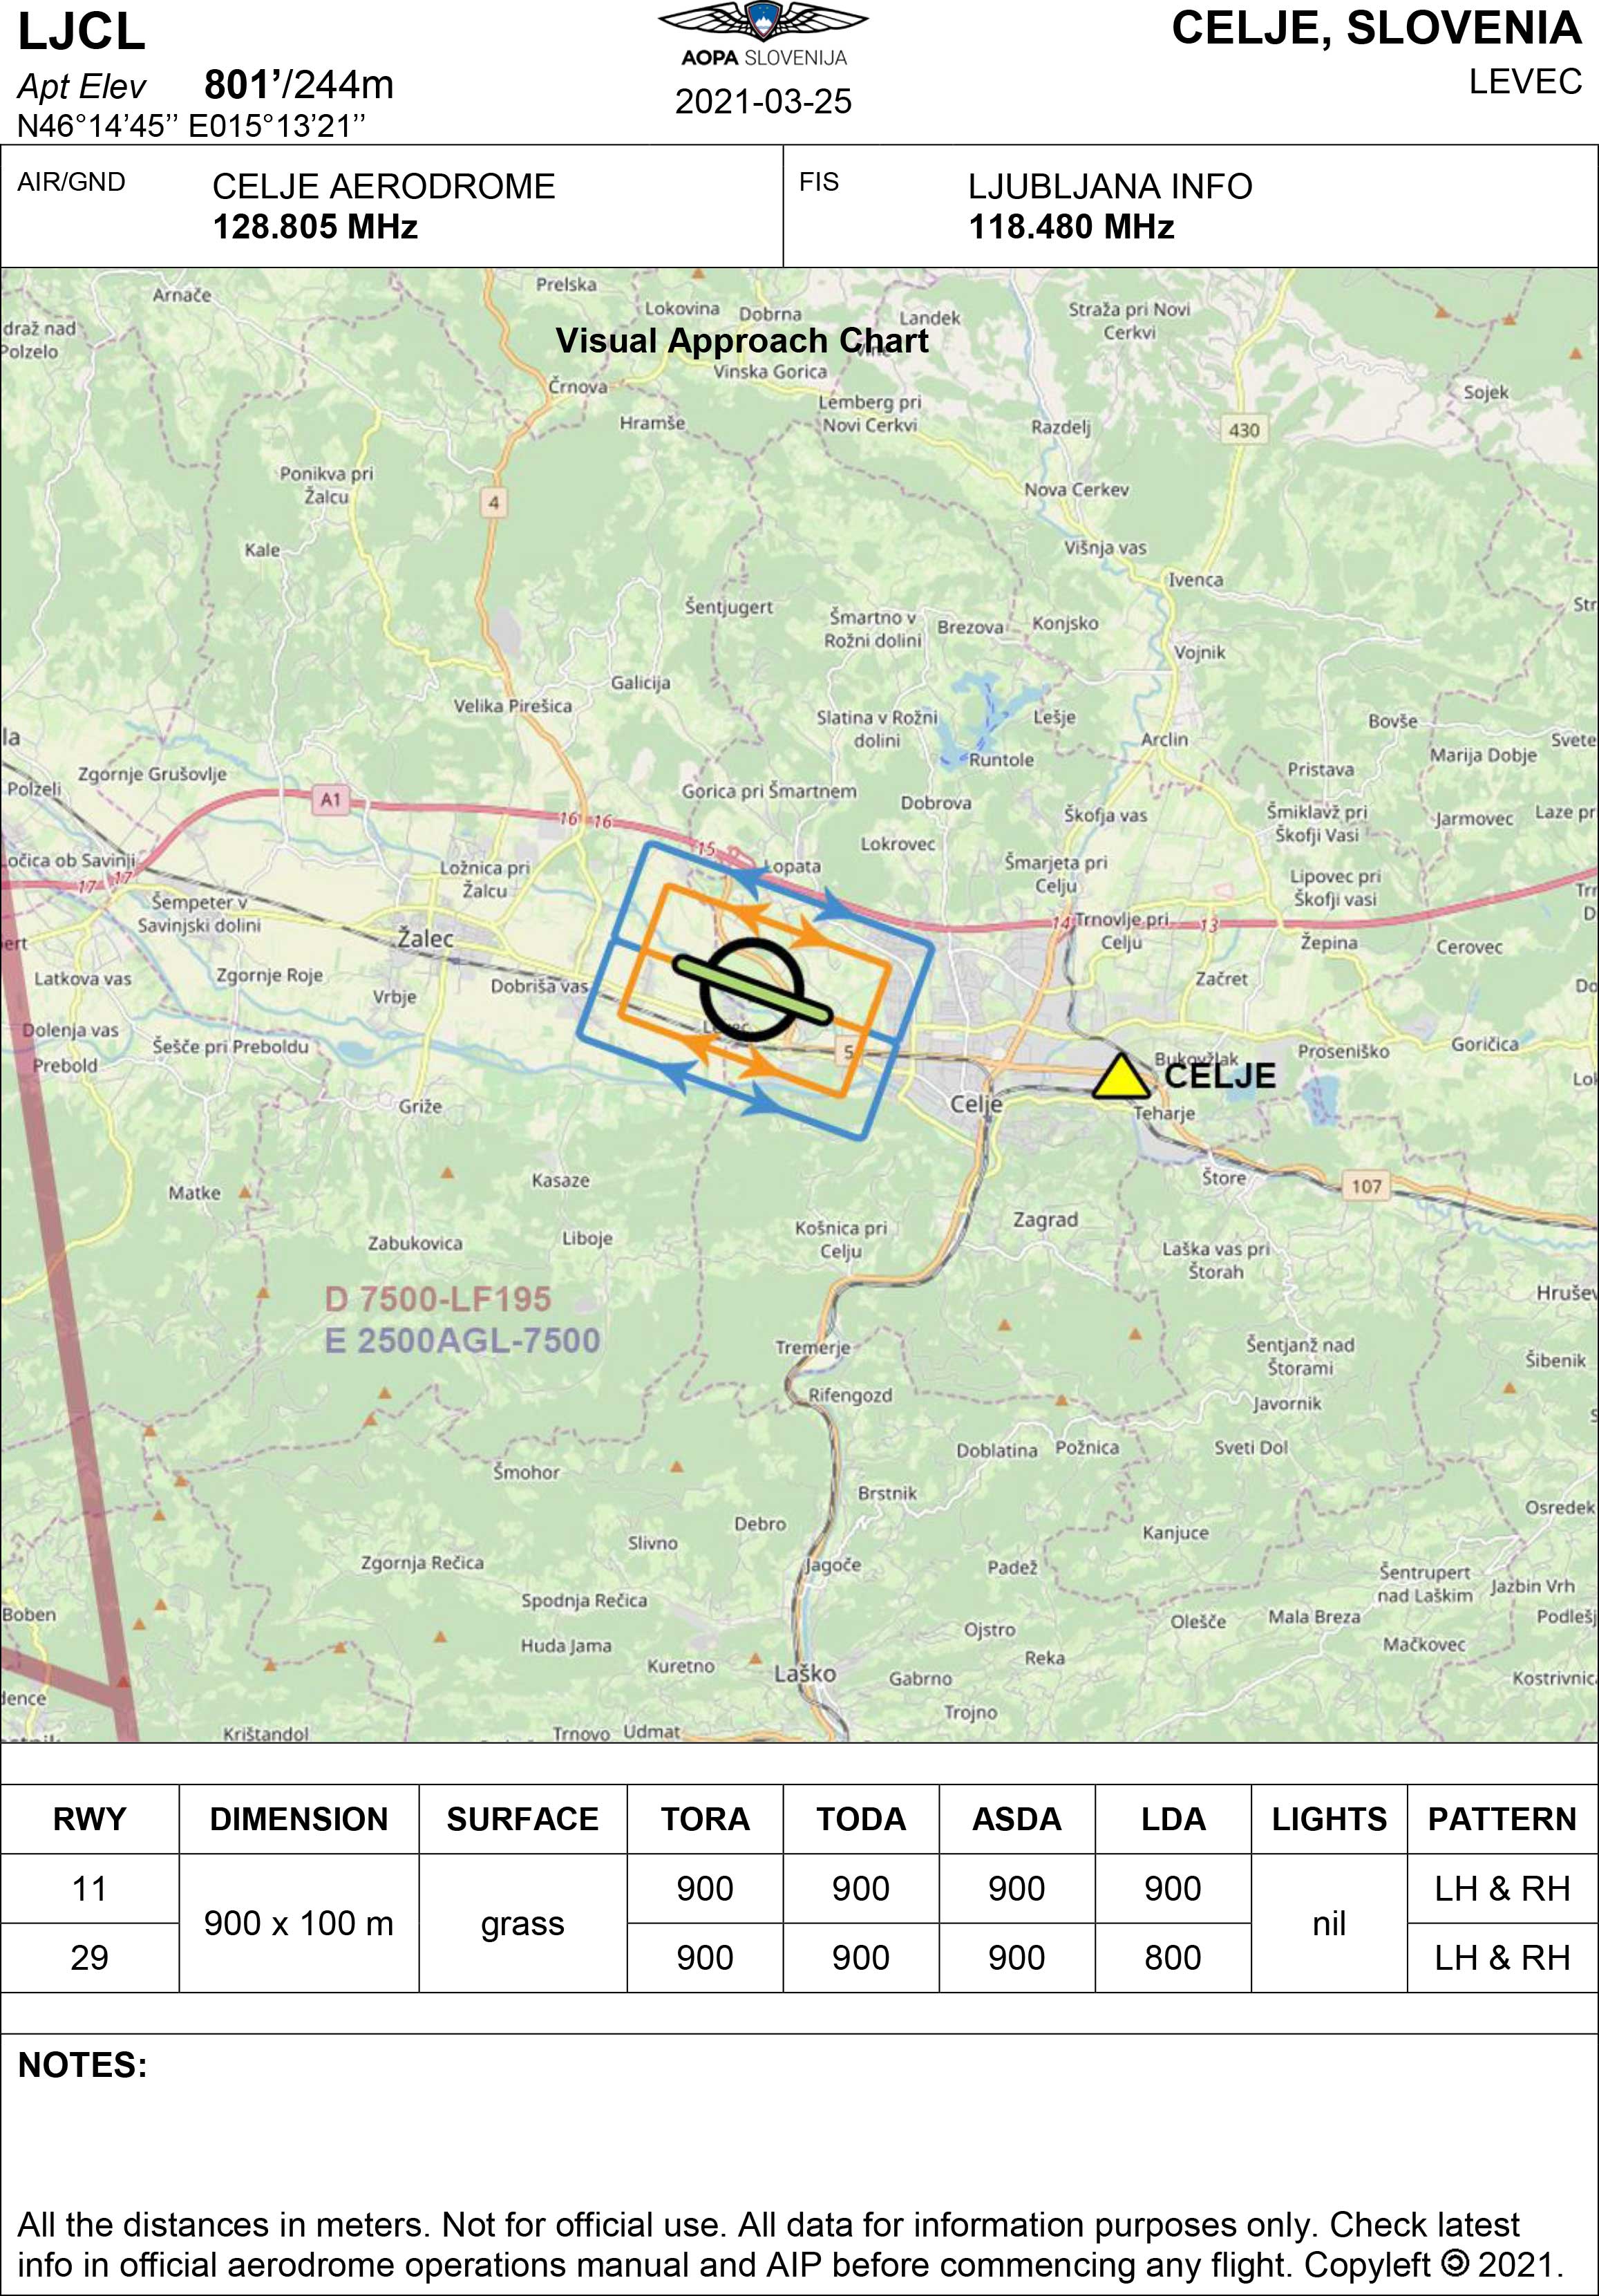 LJCL
Apt Elev 801’/244m
N46°14’45’’ E015°13’21’’
AOPA SLOVENIJA
2021-03-25
CELJE, SLOVENIA
LEVEC
AIR/GND
CELJE AERODROME
128.805 MHz
FIS
LJUBLJANA INFO
118.480 MHz
Visual Approach Chart
Arnače
Prelska
Lokovina
Dobrna
Landek
Straža pri Novi
Cerkvi
draž nad
Polzelo
Vinska Gorica
Črnova
Lemberg pri
Novi Cerkvi
Hramše
Razdelj
430
Sojek
Ponikva pri
Žalcu
4
Nova Cerkev
Kale
Višnja vas
Ivenca
Šentjugert
Šmartno v
Rožni dolini
Brezova
Konjsko
Str
Vojnik
Galicija
Velika Pirešica
Slatina v Rožni
dolini
Lešje
Bovše
la
Arclin
Marija Dobje
Svete
Zgornje Grušovlje
Runtole
Pristava
Polzeli
A1
Gorica pri Šmartnem
Dobrova
Škofja vas
Šmiklavž pri
Škofji Vasi
Jarmovec
Laze pri
16 16
15
Lokrovec
očica ob Savinji
17 17
Ložnica pri
Žalcu
Lopata
Šmarjeta pri
Celju
Lipovec pri
Škofji vasi
Šempeter v
Savinjski dolini
14
Trnovlje pri
Celju
13
Žalec
Žepina
Cerovec
Latkova vas
Zgornje Roje
Dobriša vas
Začret
Do
Vrbje
Dolenja vas
Šešče pri Preboldu
Levec
5
Prebold
Bukovžlak
CELJE
Proseniško
Goričica
Celje
Teharje
Griže
Matke
Kasaze
Štore
107
Zabukovica
Liboje
Košnica pri
Celju
Zagrad
Laška vas pri
Štorah
D 7500-LF195
E 2500AGL-7500
Hrušev
Tremerje
Šentjanž nad
Štorami
Šibenik
Rifengozd
Javornik
Doblatina
Požnica
Sveti Dol
Šmohor
Brstnik
Osredek
Debro
Kanjuce
Slivno
Zgornja Rečica
Jagoče
Padež
Šentrupert
nad Laškim
Jazbin Vrh
Spodnja Rečica
Boben
Olešče
Mala Breza
Podlešj
Ojstro
Huda Jama
Mačkovec
Reka
Kuretno
Laško
Gabrno
Kostrivnic
dence
Trojno
Krištandol
Trnovo
Udmat
RWY DIMENSION SURFACE TORA TODA ASDA LDA LIGHTS PATTERN
11 900 x 100 m grass 900 900 900 900 nil LH & RH
29 900 900 900 800 LH & RH
NOTES:
All the distances in meters. Not for official use. All data for information purposes only. Check latest
info in official aerodrome operations manual and AIP before commencing any flight. Copyleft 🄯 2021.